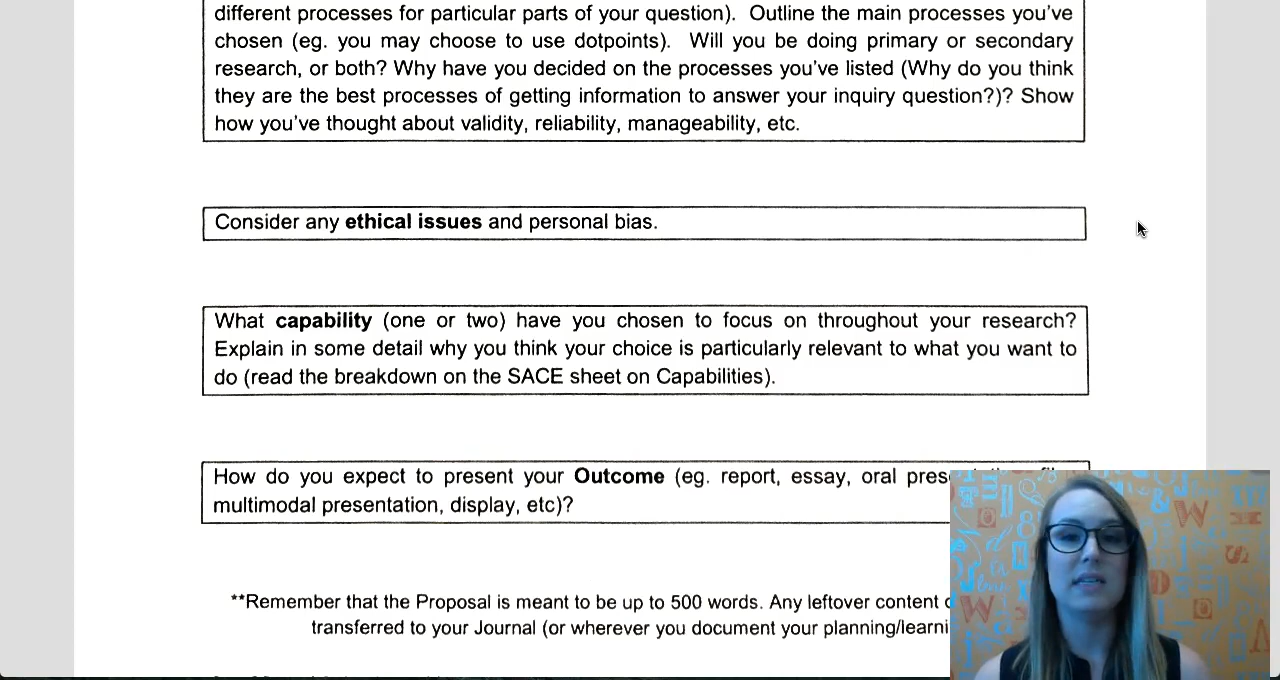 different processes for particular parts of your question). Outline the main processes you've
chosen (eg. you may choose to use dotpoints). Will you be doing primary or secondary
research, or both? Why have you decided on the processes you've listed (Why do you think
they are the best processes of getting information to answer your inquiry question?)? Show
how you've thought about validity, reliability, manageability, etc.
Consider any ethical issues and personal bias.
What capability (one or two) have you chosen to focus on throughout your research?
Explain in some detail why you think your choice is particularly relevant to what you want to
do (read the breakdown on the SACE sheet on Capabilities).
How do you expect to present your Outcome (eg. report, essay, oral
multimodal presentation, display, etc)?
**Remember that the Proposal is meant to be up to 500 words. Any leftover content
transferred to your Journal (or wherever you document your